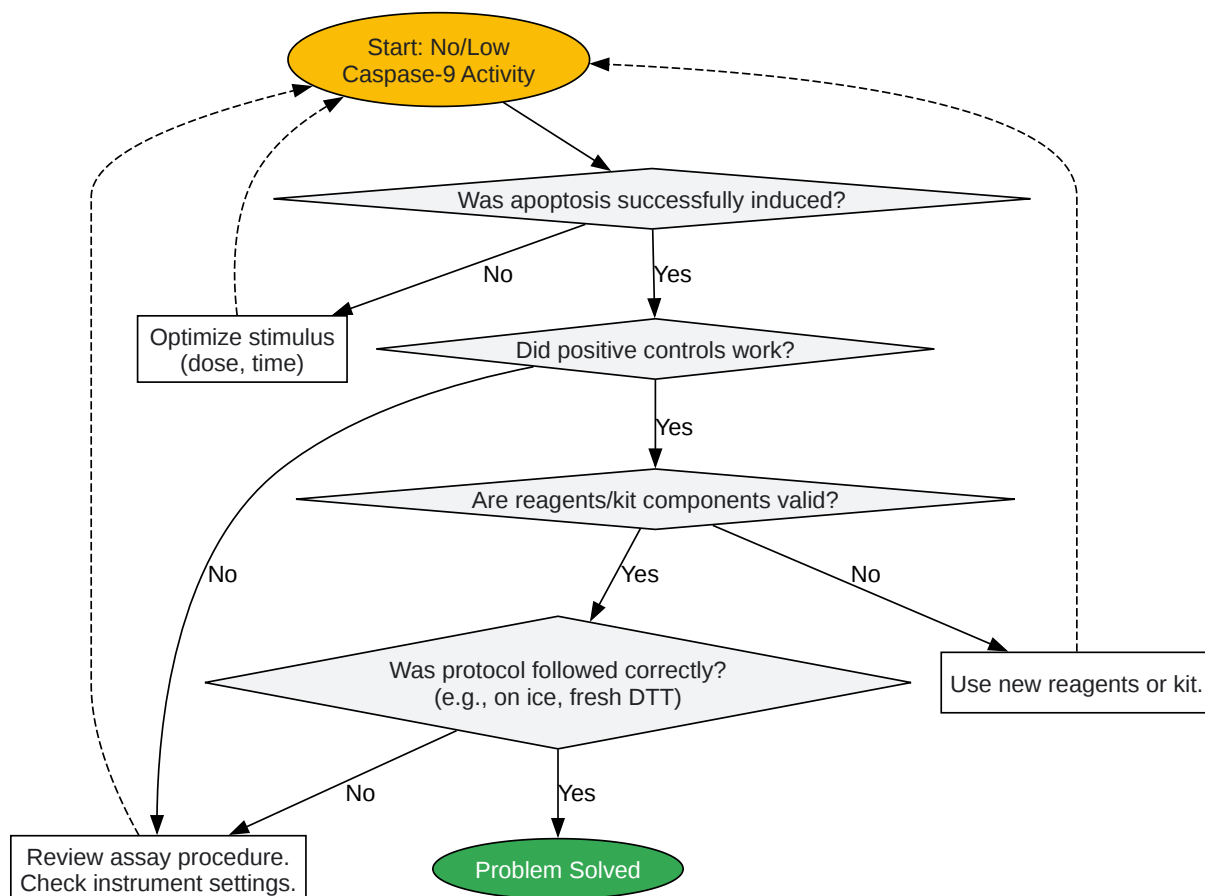 Start: No/Low
Caspase-9 Activity
Was apoptosis successfully induced?
No
Yes
Optimize stimulus
(dose, time)
Did positive controls work?
Yes
Are reagents/kit components valid?
No
Yes
No
Was protocol followed correctly?
(e.g., on ice, fresh DTT)
Use new reagents or kit.
No
Yes
Review assay procedure.
Check instrument settings.
Problem Solved